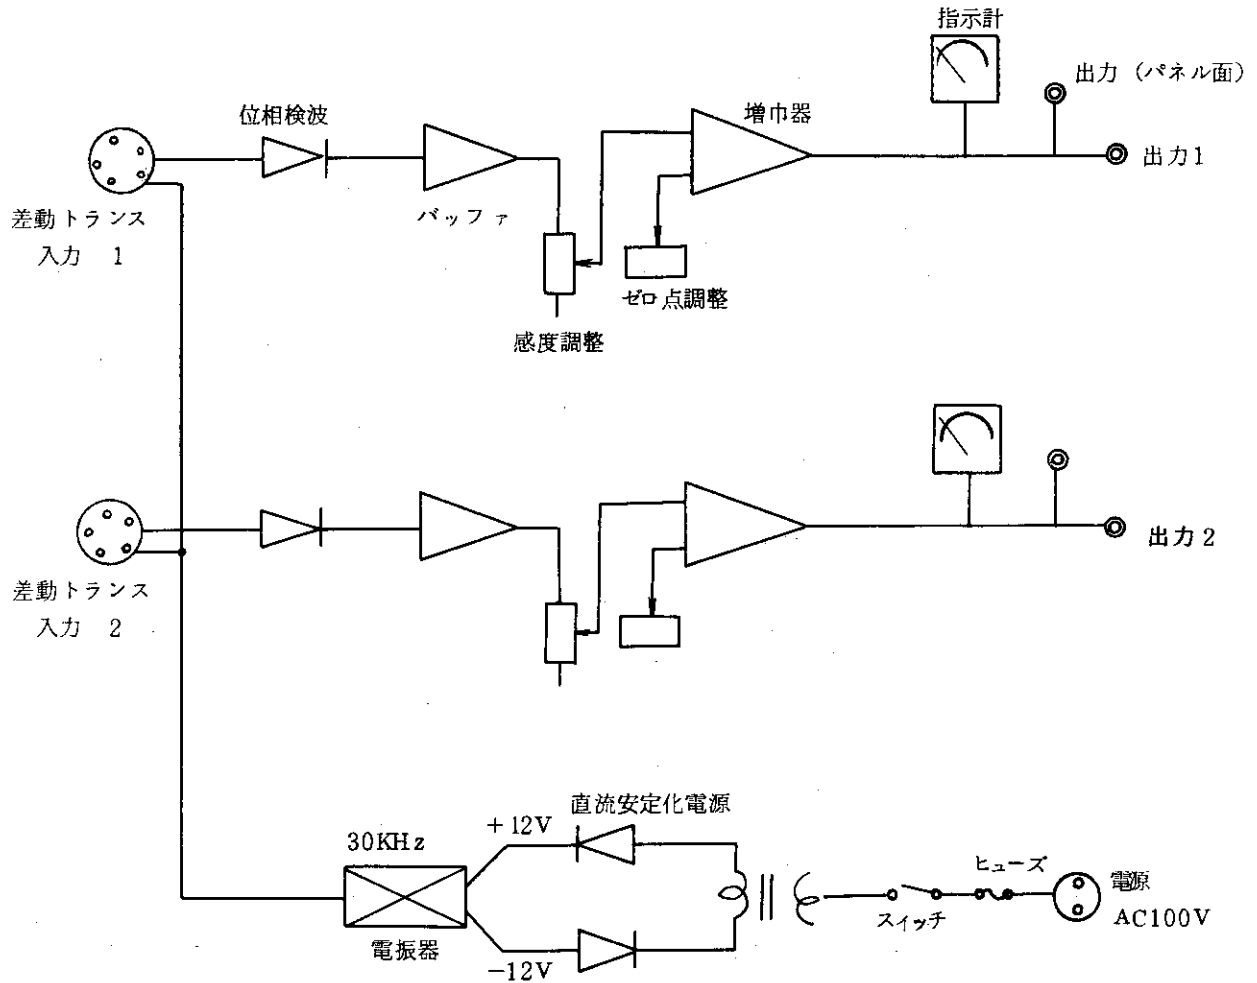 指示計
出力（パネル面）
位相検波
増巾器
出力1
差動トランス
入力 1
バッファ
ゼロ点調整
感度調整
出力2
差動トランス
入力 2
直流安定化電源
+12V
30KHz
ヒューズ
電源
AC100V
スイッチ
電振器
−12V